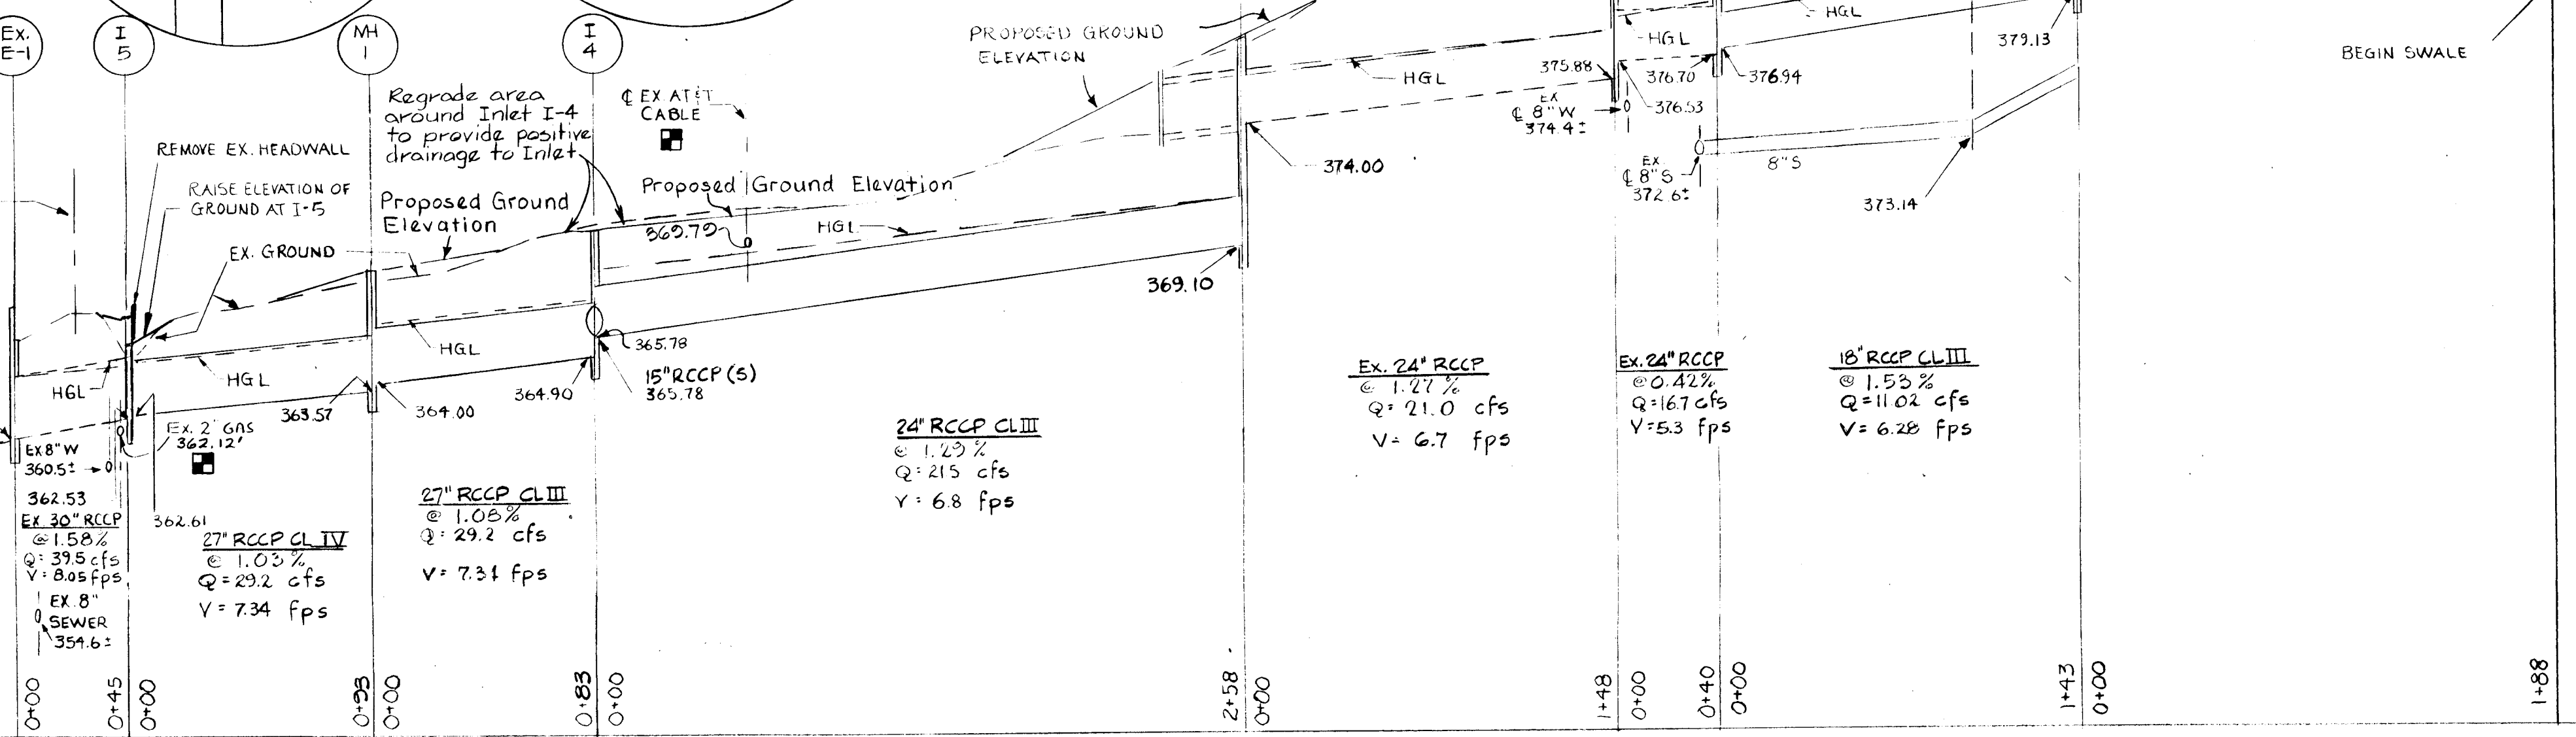 Ex.
E-1
I
5
MH
1
I
4
REMOVE EX. HEADWALL
RAISE ELEVATION OF
GROUND AT I-5
EX. GROUND
Regrade area
around Inlet I-4
to provide positive
drainage to Inlet
Proposed Ground
Elevation
℄ EX AT&T
CABLE
Proposed Ground Elevation
369.79
HGL
PROPOSED GROUND
ELEVATION
HGL
HGL
HGL
375.88
376.70
376.94
376.53
EX
℄ 8"W
374.4±
EX
℄ 8"S
372.6±
8"S
373.14
379.13
BEGIN SWALE
374.00
369.10
HGL
HGL
HGL
363.57
364.00
364.90
365.78
15" RCCP (S)
365.78
Ex. 2" GAS
362.12'
Ex 8" W
360.5±
362.53
362.61
EX. 30" RCCP
@ 1.58%
Q= 39.5 cfs
V= 8.05 fps
EX. 8"
SEWER
354.6±
27" RCCP CL IV
@ 1.03%
Q=29.2 cfs
V= 7.34 fps
27" RCCP CL III
@ 1.08%
Q= 29.2 cfs
V= 7.34 fps
24" RCCP CL III
@ 1.29%
Q= 21.5 cfs
V= 6.8 fps
Ex. 24" RCCP
@ 1.27%
Q= 21.0 cfs
V= 6.7 fps
Ex. 24" RCCP
@ 0.42%
Q=16.7 cfs
V=5.3 fps
18" RCCP CL III
@ 1.53%
Q=11.02 cfs
V= 6.28 fps
0+00
0+45
0+00
0+93
0+00
0+83
0+00
2+58
0+00
1+48
0+00
0+40
0+00
1+43
0+00
1+88